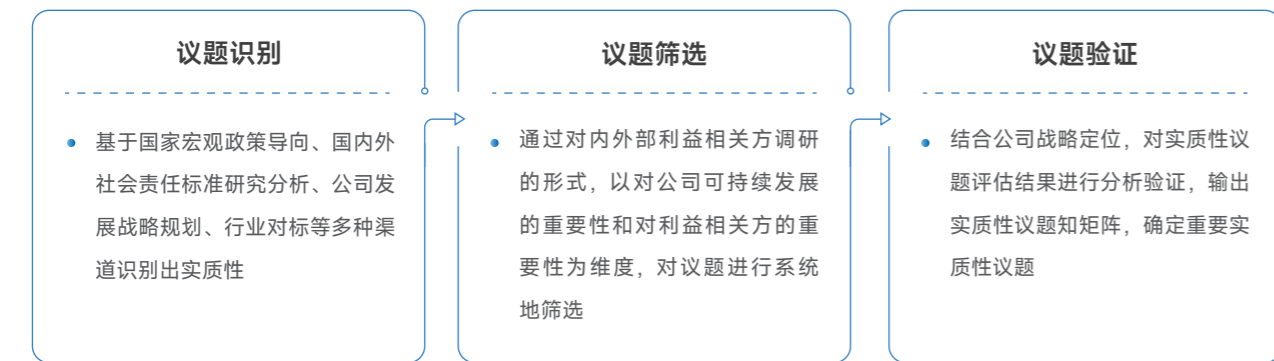 议题识别
基于国家宏观政策导向、国内外
社会责任标准研究分析、公司发
展战略规划、行业对标等多种渠
道识别出实质性
议题筛选
通过对内外部利益相关方调研
的形式，以对公司可持续发展
的重要性和对利益相关方的重
要性为维度，对议题进行系统
地筛选
议题验证
结合公司战略定位，对实质性议
题评估结果进行分析验证，输出
实质性议题知矩阵，确定重要实
质性议题